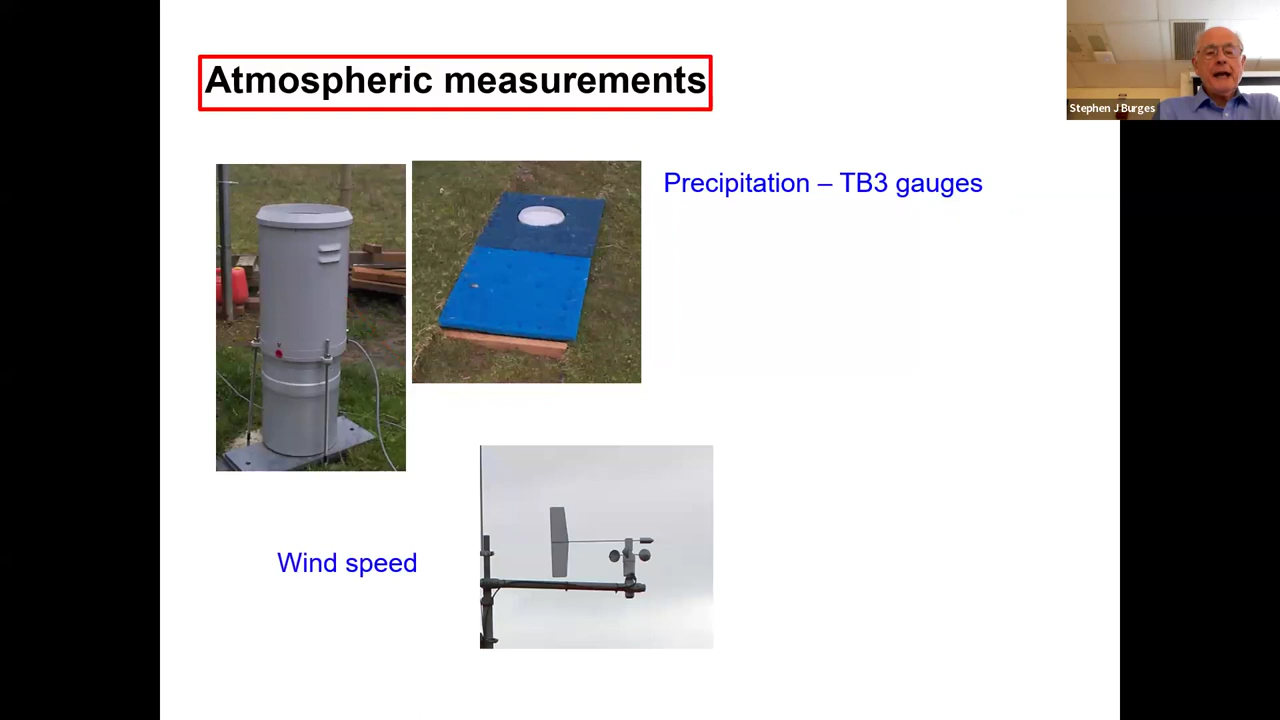 Atmospheric measurements
Stephen J Burges
Precipitation – TB3 gauges
Wind speed